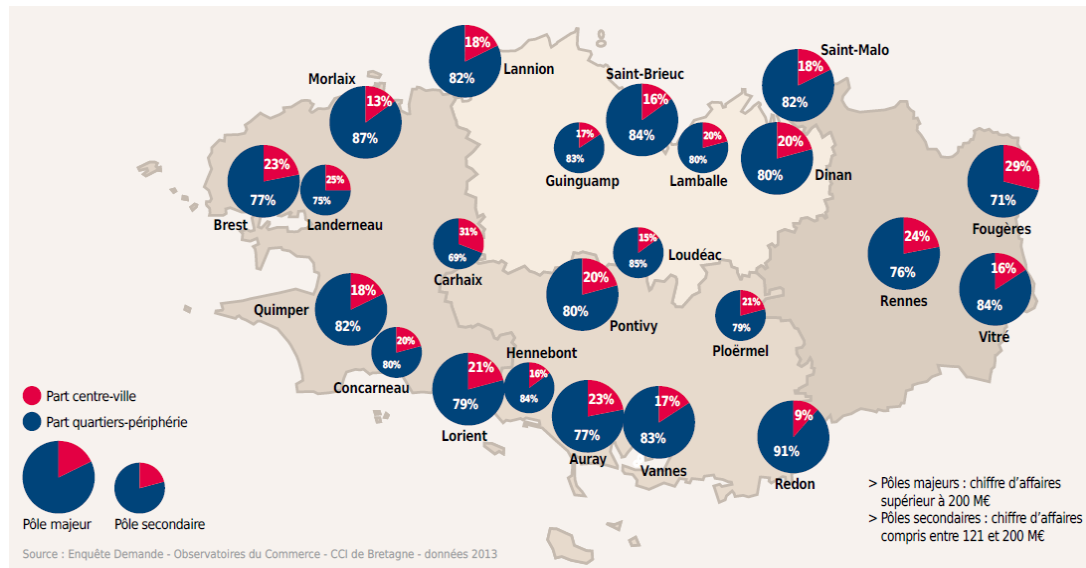 18%
82%
Lannion
Morlaix
13%
87%
Saint-Brieuc
16%
84%
Saint-Malo
18%
82%
17%
83%
Guinguamp
20%
80%
Lamballe
20%
80%
Dinan
23%
77%
Brest
25%
75%
Landerneau
29%
71%
Fougères
31%
69%
Carhaix
15%
85%
Loudéac
24%
76%
Rennes
16%
84%
Vitré
Quimper
18%
82%
20%
80%
Pontivy
21%
79%
Ploërmel
20%
80%
Concarneau
21%
79%
Lorient
Hennebont
16%
84%
23%
77%
Auray
17%
83%
Vannes
9%
91%
Redon
Part centre-ville
Part quartiers-périphérie
Pôle majeur
Pôle secondaire
> Pôles majeurs : chiffre d’affaires
supérieur à 200 M€
> Pôles secondaires : chiffre d’affaires
compris entre 121 et 200 M€
Source : Enquête Demande - Observatoires du Commerce - CCI de Bretagne - données 2013